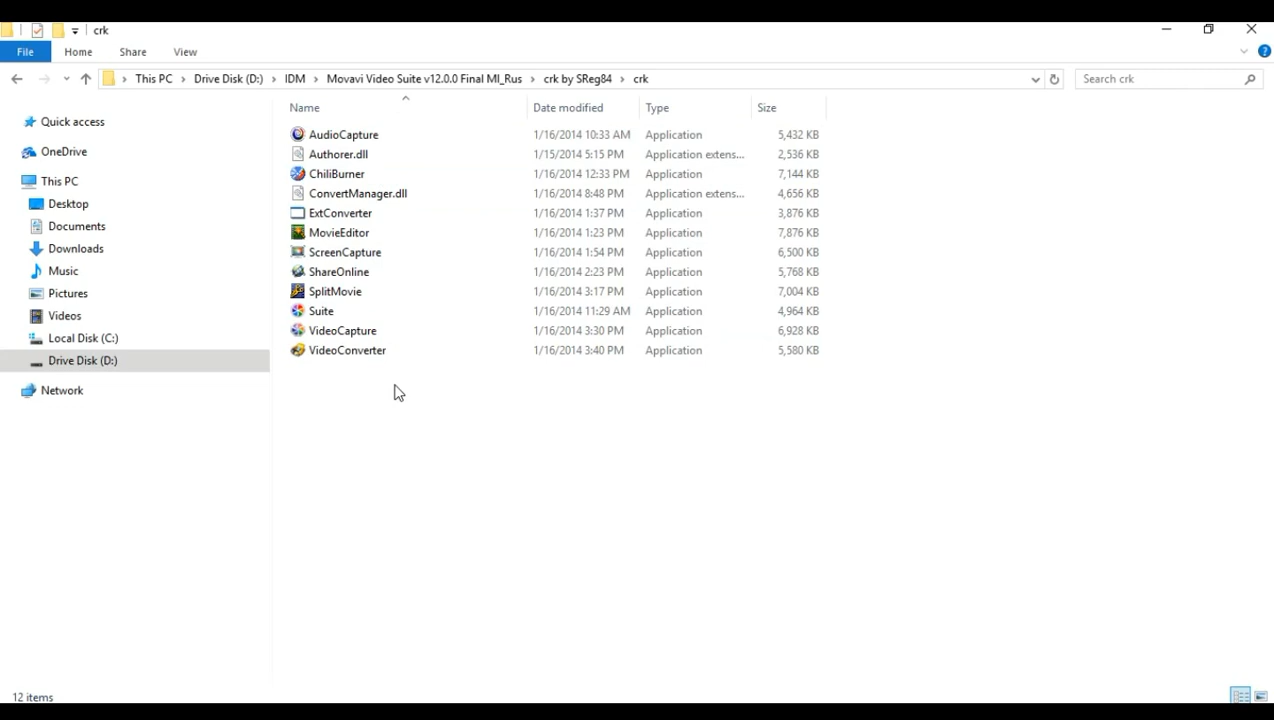 crk
File Home Share View
This PC Drive Disk (D:) IDM Movavi Video Suite v12.0.0 Final MI_Rus crk by SReg84 crk Search crk
Name Date modified Type Size
Quick access
OneDrive
This PC
Desktop
Documents
Downloads
Music
Pictures
Videos
Local Disk (C:)
Drive Disk (D:)
Network
AudioCapture 1/16/2014 10:33 AM Application 5,432 KB
Authorer.dll 1/15/2014 5:15 PM Application extens... 2,536 KB
ChiliBurner 1/16/2014 12:33 PM Application 7,144 KB
ConvertManager.dll 1/16/2014 8:48 PM Application extens... 4,656 KB
ExtConverter 1/16/2014 1:37 PM Application 3,876 KB
MovieEditor 1/16/2014 1:23 PM Application 7,876 KB
ScreenCapture 1/16/2014 1:54 PM Application 6,500 KB
ShareOnline 1/16/2014 2:23 PM Application 5,768 KB
SplitMovie 1/16/2014 3:17 PM Application 7,004 KB
Suite 1/16/2014 11:29 AM Application 4,964 KB
VideoCapture 1/16/2014 3:30 PM Application 6,928 KB
VideoConverter 1/16/2014 3:40 PM Application 5,580 KB
12 items